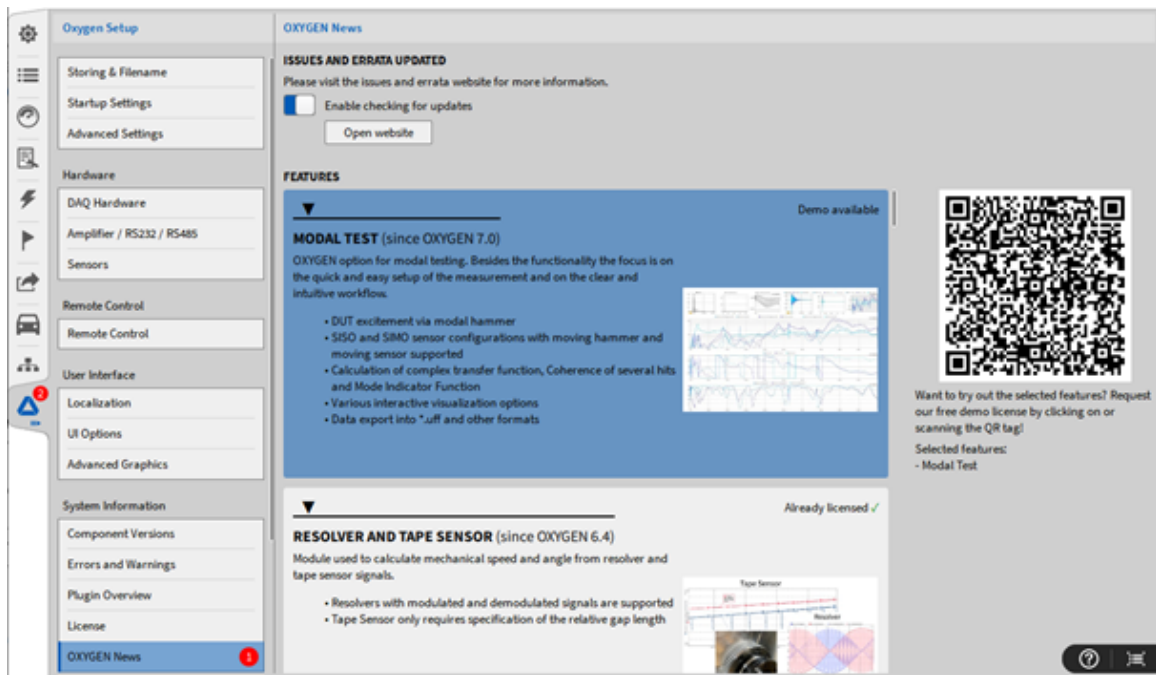 Oxygen Setup
Storing & Filename
Startup Settings
Advanced Settings
Hardware
DAQ Hardware
Amplifier / RS232 / RS485
Sensors
Remote Control
Remote Control
User Interface
Localization
UI Options
Advanced Graphics
System Information
Component Versions
Errors and Warnings
Plugin Overview
License
OXYGEN News 1
2
OXYGEN News
ISSUES AND ERRATA UPDATED
Please visit the issues and errata website for more information.
Enable checking for updates
Open website
FEATURES
Demo available
MODAL TEST (since OXYGEN 7.0)
OXYGEN option for modal testing. Besides the functionality the focus is on
the quick and easy setup of the measurement and on the clear and
intuitive workflow.
• DUT excitement via modal hammer
• SISO and SIMO sensor configurations with moving hammer and
moving sensor supported
• Calculation of complex transfer function, Coherence of several hits
and Mode Indicator Function
• Various interactive visualization options
• Data export into *.uff and other formats
Already licensed ✓
RESOLVER AND TAPE SENSOR (since OXYGEN 6.4)
Module used to calculate mechanical speed and angle from resolver and
tape sensor signals.
• Resolvers with modulated and demodulated signals are supported
• Tape Sensor only requires specification of the relative gap length
Tape Sensor
Resolver
Want to try out the selected features? Request
our free demo license by clicking on or
scanning the QR tag!
Selected features:
- Modal Test